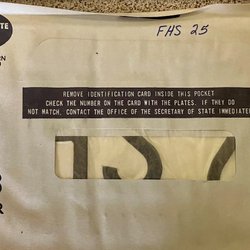 FHS 25
REMOVE IDENTIFICATION CARD INSIDE THIS POCKET
CHECK THE NUMBER ON THE CARD WITH THE PLATES. IF THEY DO
NOT MATCH, CONTACT THE OFFICE OF THE SECRETARY OF STATE IMMEDIATE